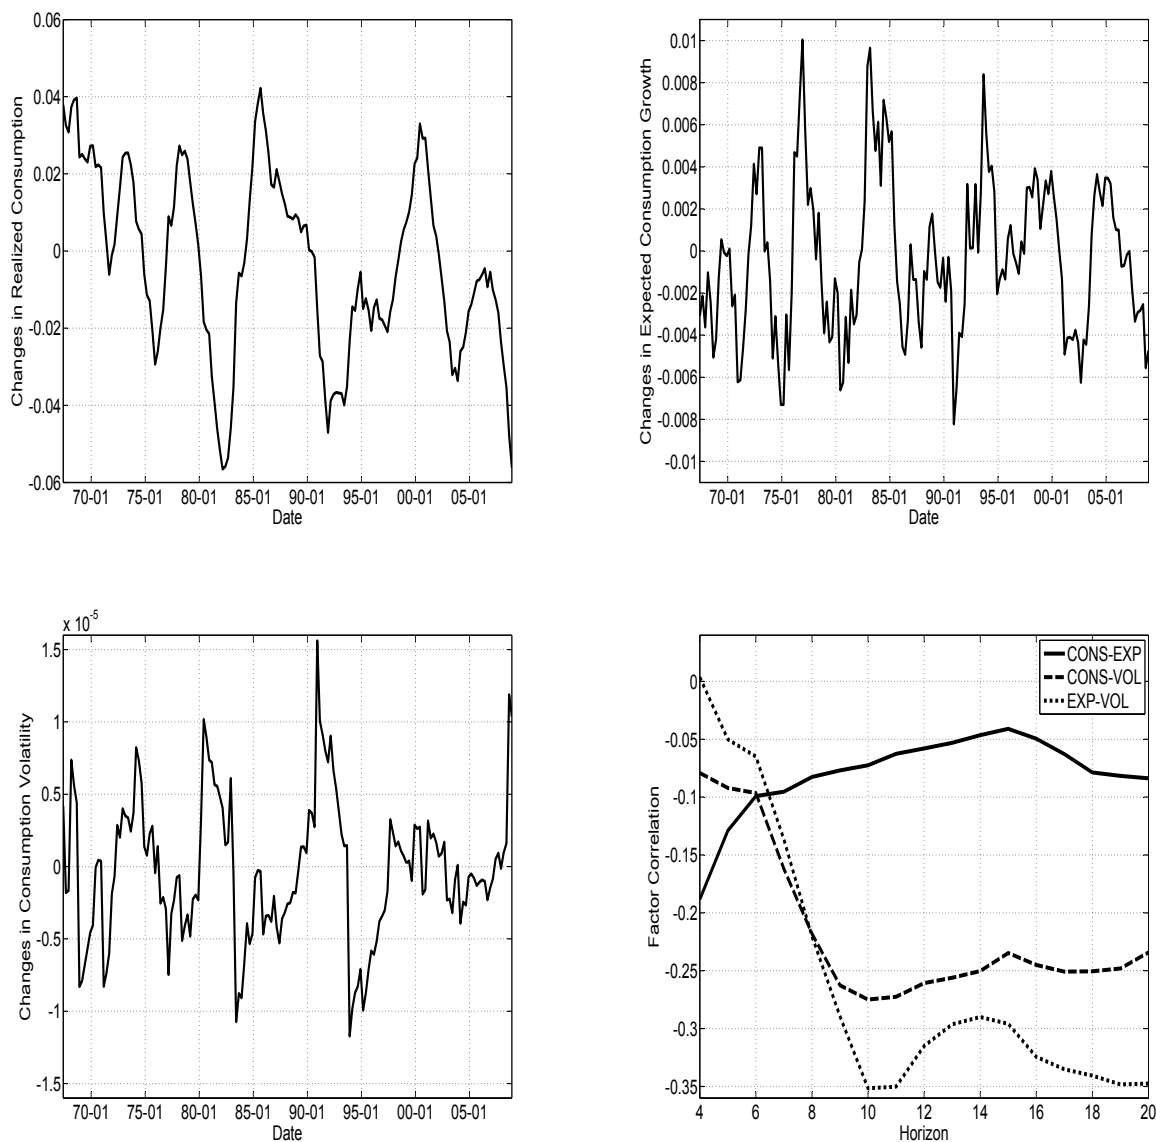 Changes in Realized Consumption
0.06
0.04
0.02
0
-0.02
-0.04
-0.06
70-01 75-01 80-01 85-01 90-01 95-01 00-01 05-01
Date
Changes in Expected Consumption Growth
0.01
0.008
0.006
0.004
0.002
0
-0.002
-0.004
-0.006
-0.008
-0.01
70-01 75-01 80-01 85-01 90-01 95-01 00-01 05-01
Date
Changes in Consumption Volatility
x 10-5
1.5
1
0.5
0
-0.5
-1
-1.5
70-01 75-01 80-01 85-01 90-01 95-01 00-01 05-01
Date
Factor Correlation
0
-0.05
-0.1
-0.15
-0.2
-0.25
-0.3
-0.35
4 6 8 10 12 14 16 18 20
Horizon
CONS-EXP
CONS-VOL
EXP-VOL